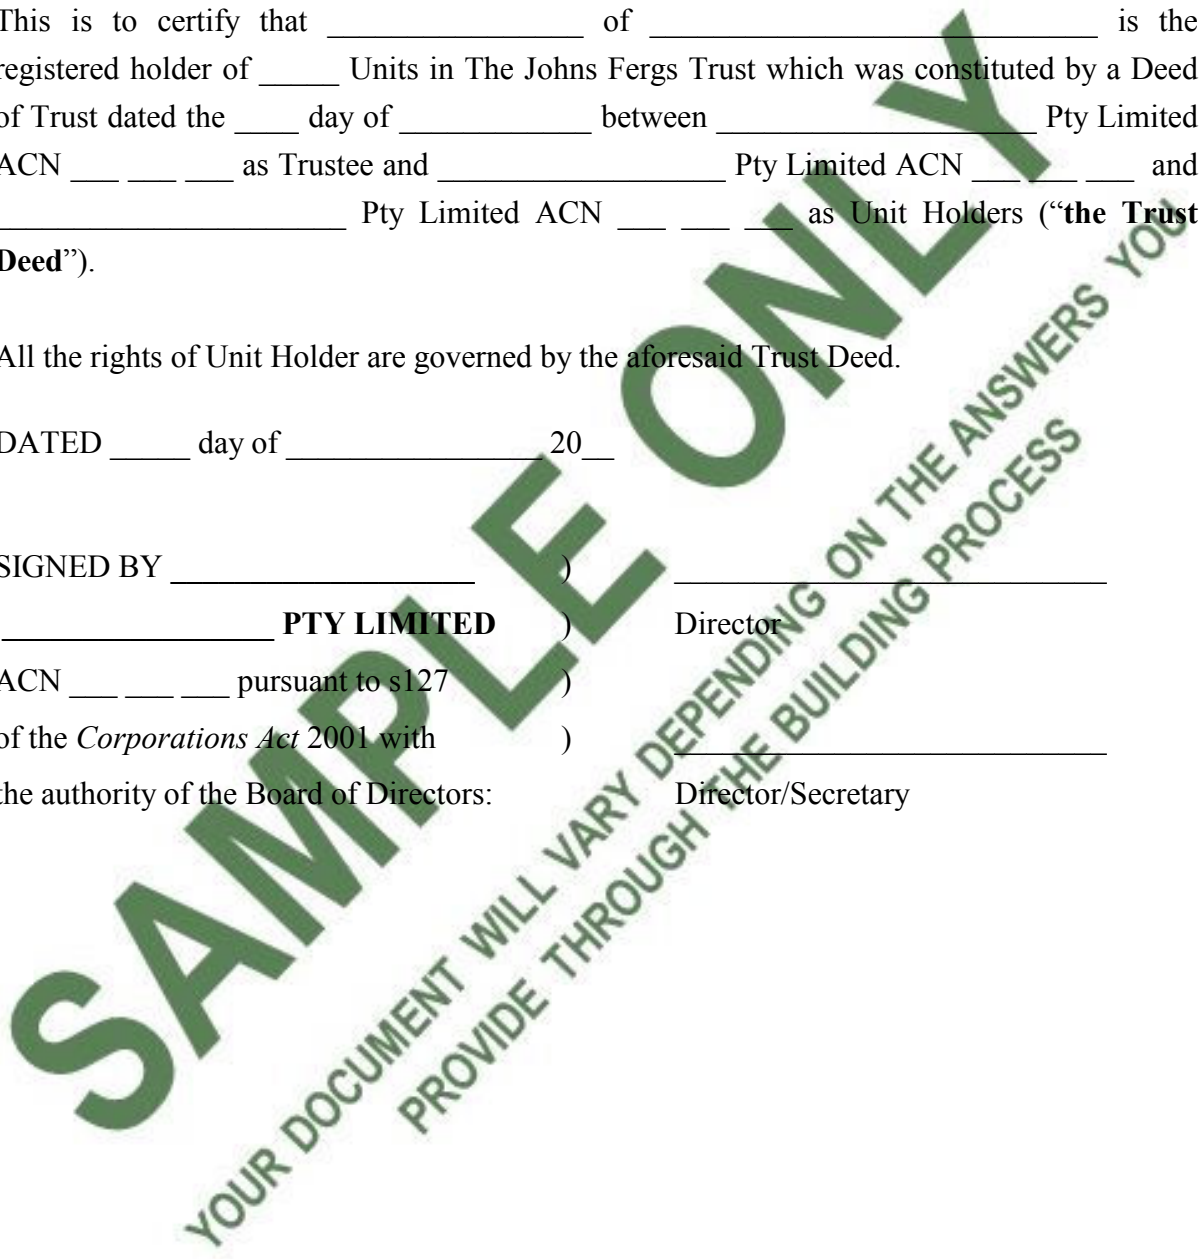 This is to certify that ________________ of ____________________________ is the
registered holder of _____ Units in The Johns Fergs Trust which was constituted by a Deed
of Trust dated the ____ day of ____________ between ____________________ Pty Limited
ACN ___ ___ ___ as Trustee and __________________ Pty Limited ACN ___ ___ ___ and
______________________ Pty Limited ACN ___ ___ ___ as Unit Holders (“the Trust
Deed”).
All the rights of Unit Holder are governed by the aforesaid Trust Deed.
DATED _____ day of ________________ 20__
SIGNED BY ___________________ ) ___________________________
_________________ PTY LIMITED ) Director
ACN ___ ___ ___ pursuant to s127 )
of the Corporations Act 2001 with ) ___________________________
the authority of the Board of Directors: Director/Secretary
SAMPLE ONLY
YOUR DOCUMENT WILL VARY DEPENDING ON THE ANSWERS YOU
PROVIDE THROUGH THE BUILDING PROCESS